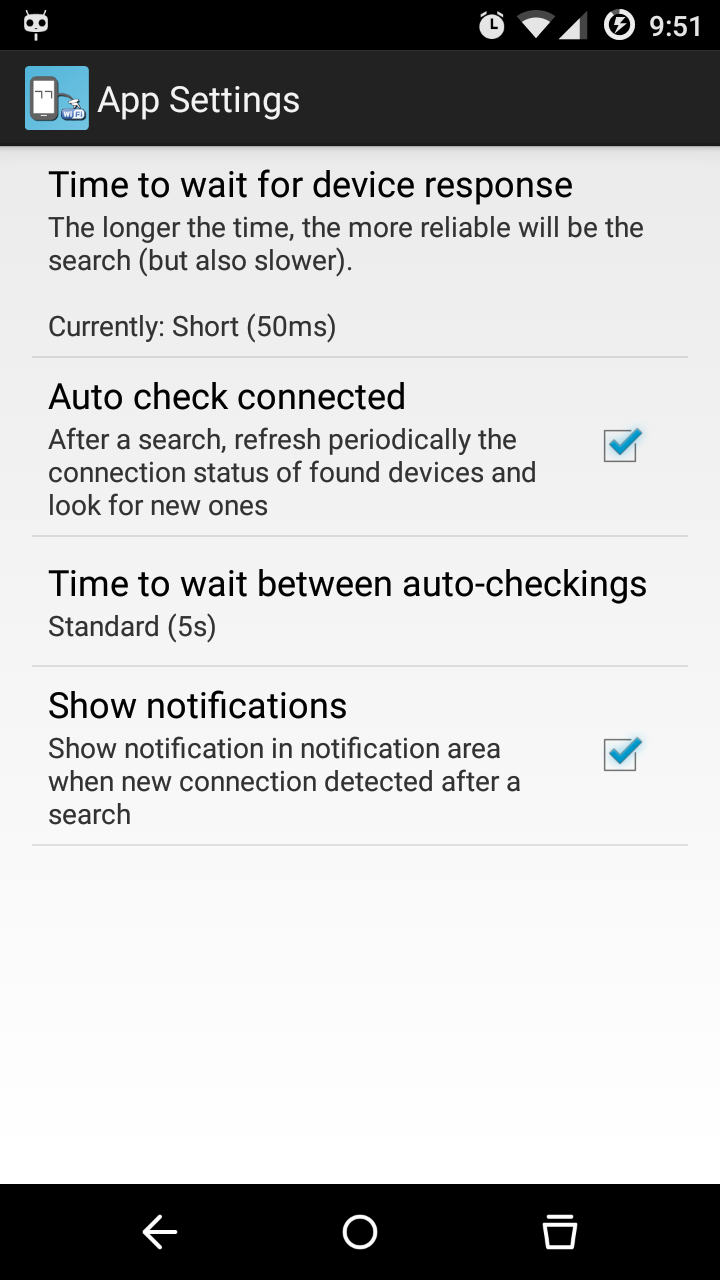 9:51
App Settings
Time to wait for device response
The longer the time, the more reliable will be the
search (but also slower).
Currently: Short (50ms)
Auto check connected
After a search, refresh periodically the
connection status of found devices and
look for new ones
Time to wait between auto-checkings
Standard (5s)
Show notifications
Show notification in notification area
when new connection detected after a
search